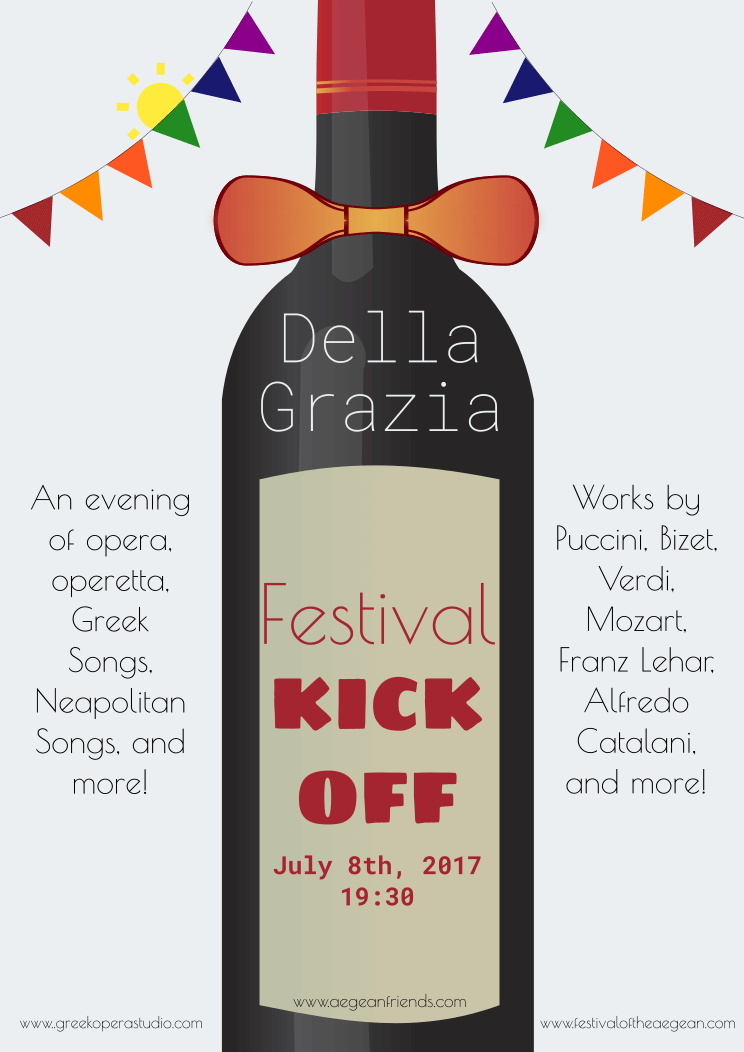 Della
Grazia
An evening
of opera,
operetta,
Greek
Songs,
Neapolitan
Songs, and
more!
Festival
KICK
OFF
July 8th, 2017
19:30
Works by
Puccini, Bizet,
Verdi,
Mozart,
Franz Lehar,
Alfredo
Catalani,
and more!
www.aegeanfriends.com
www.greekoperastudio.com
www.festivaloftheaegean.com